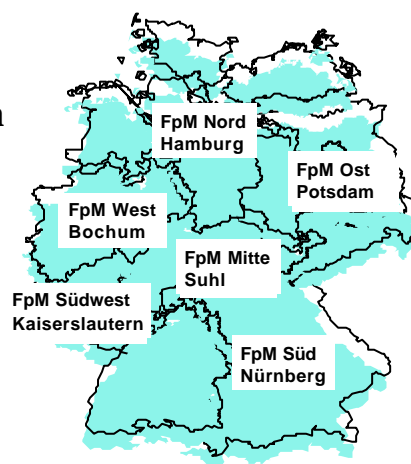 FpM Nord
Hamburg
FpM Ost
Potsdam
FpM West
Bochum
FpM Mitte
Suhl
FpM Südwest
Kaiserslautern
FpM Süd
Nürnberg